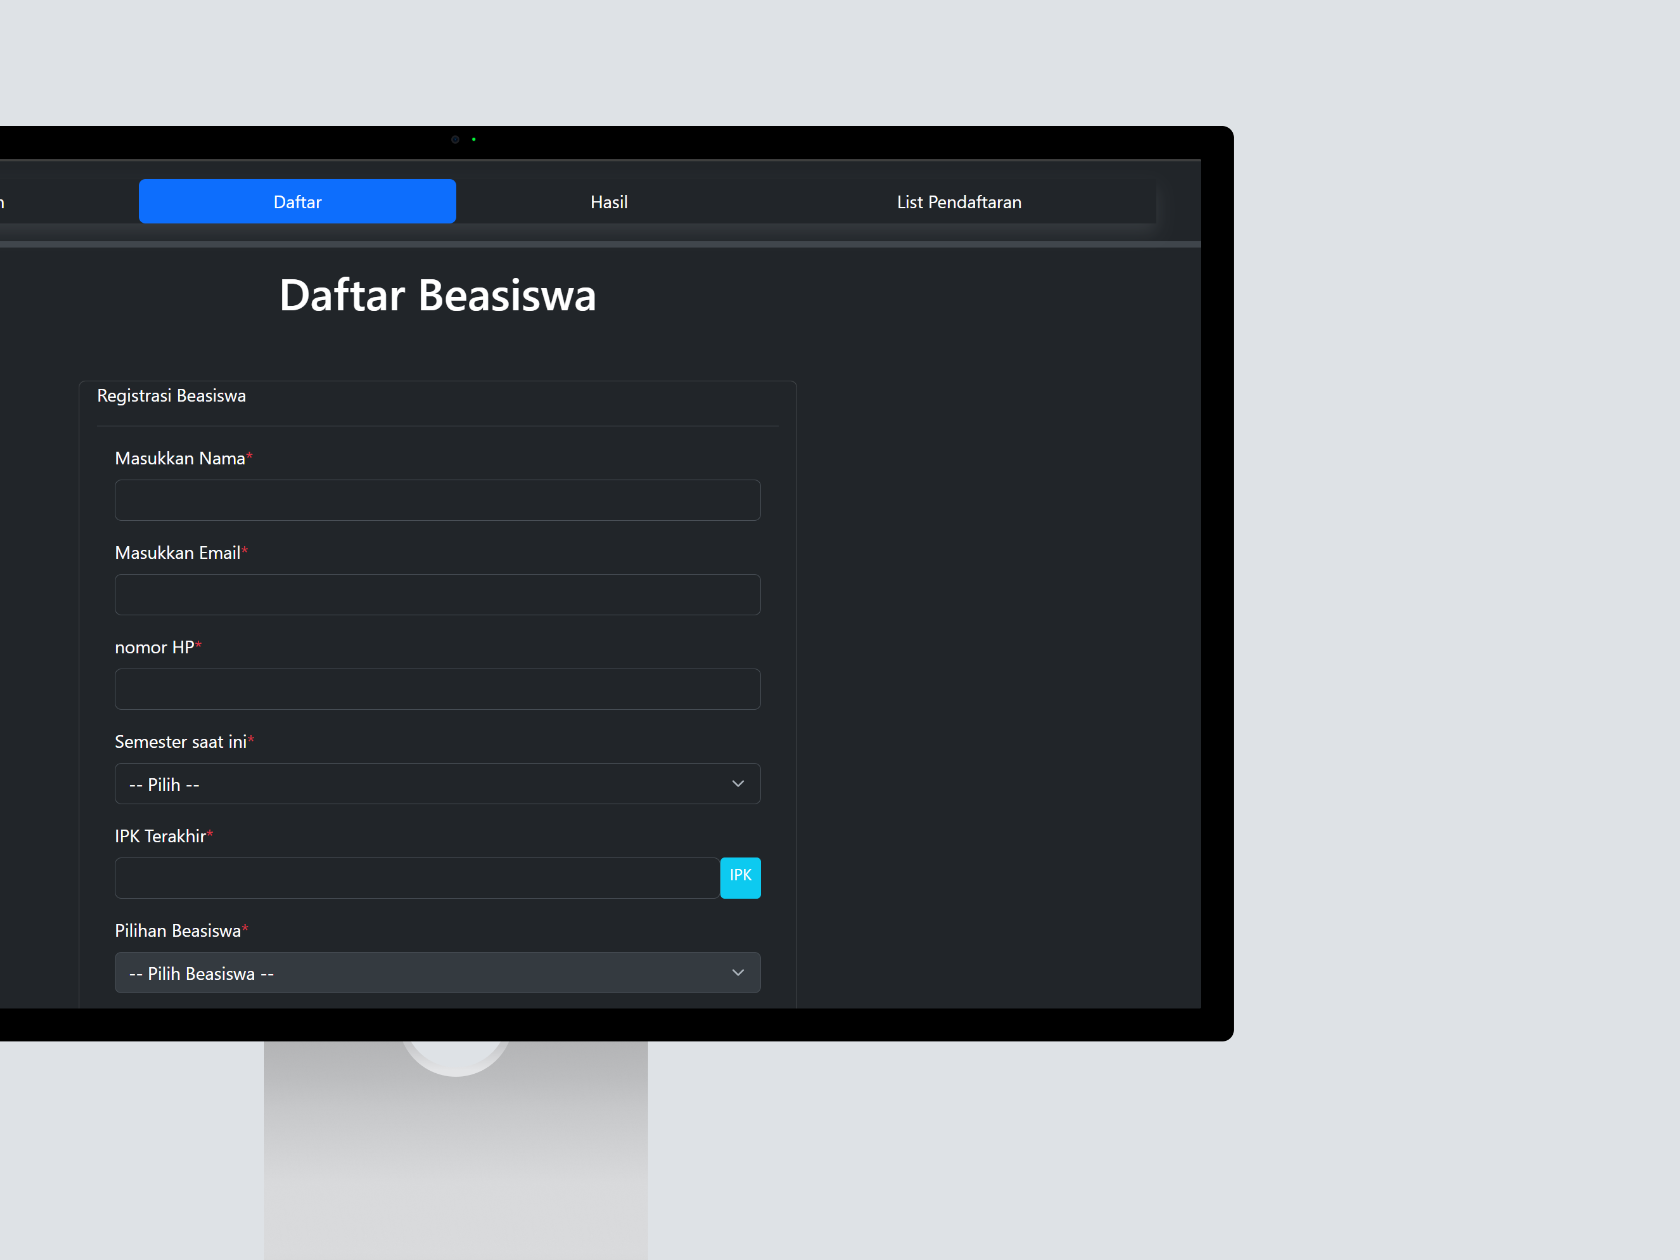 Daftar
Hasil
List Pendaftaran
Daftar Beasiswa
Registrasi Beasiswa
Masukkan Nama*
Masukkan Email*
nomor HP*
Semester saat ini*
-- Pilih --
IPK Terakhir*
IPK
Pilihan Beasiswa*
-- Pilih Beasiswa --